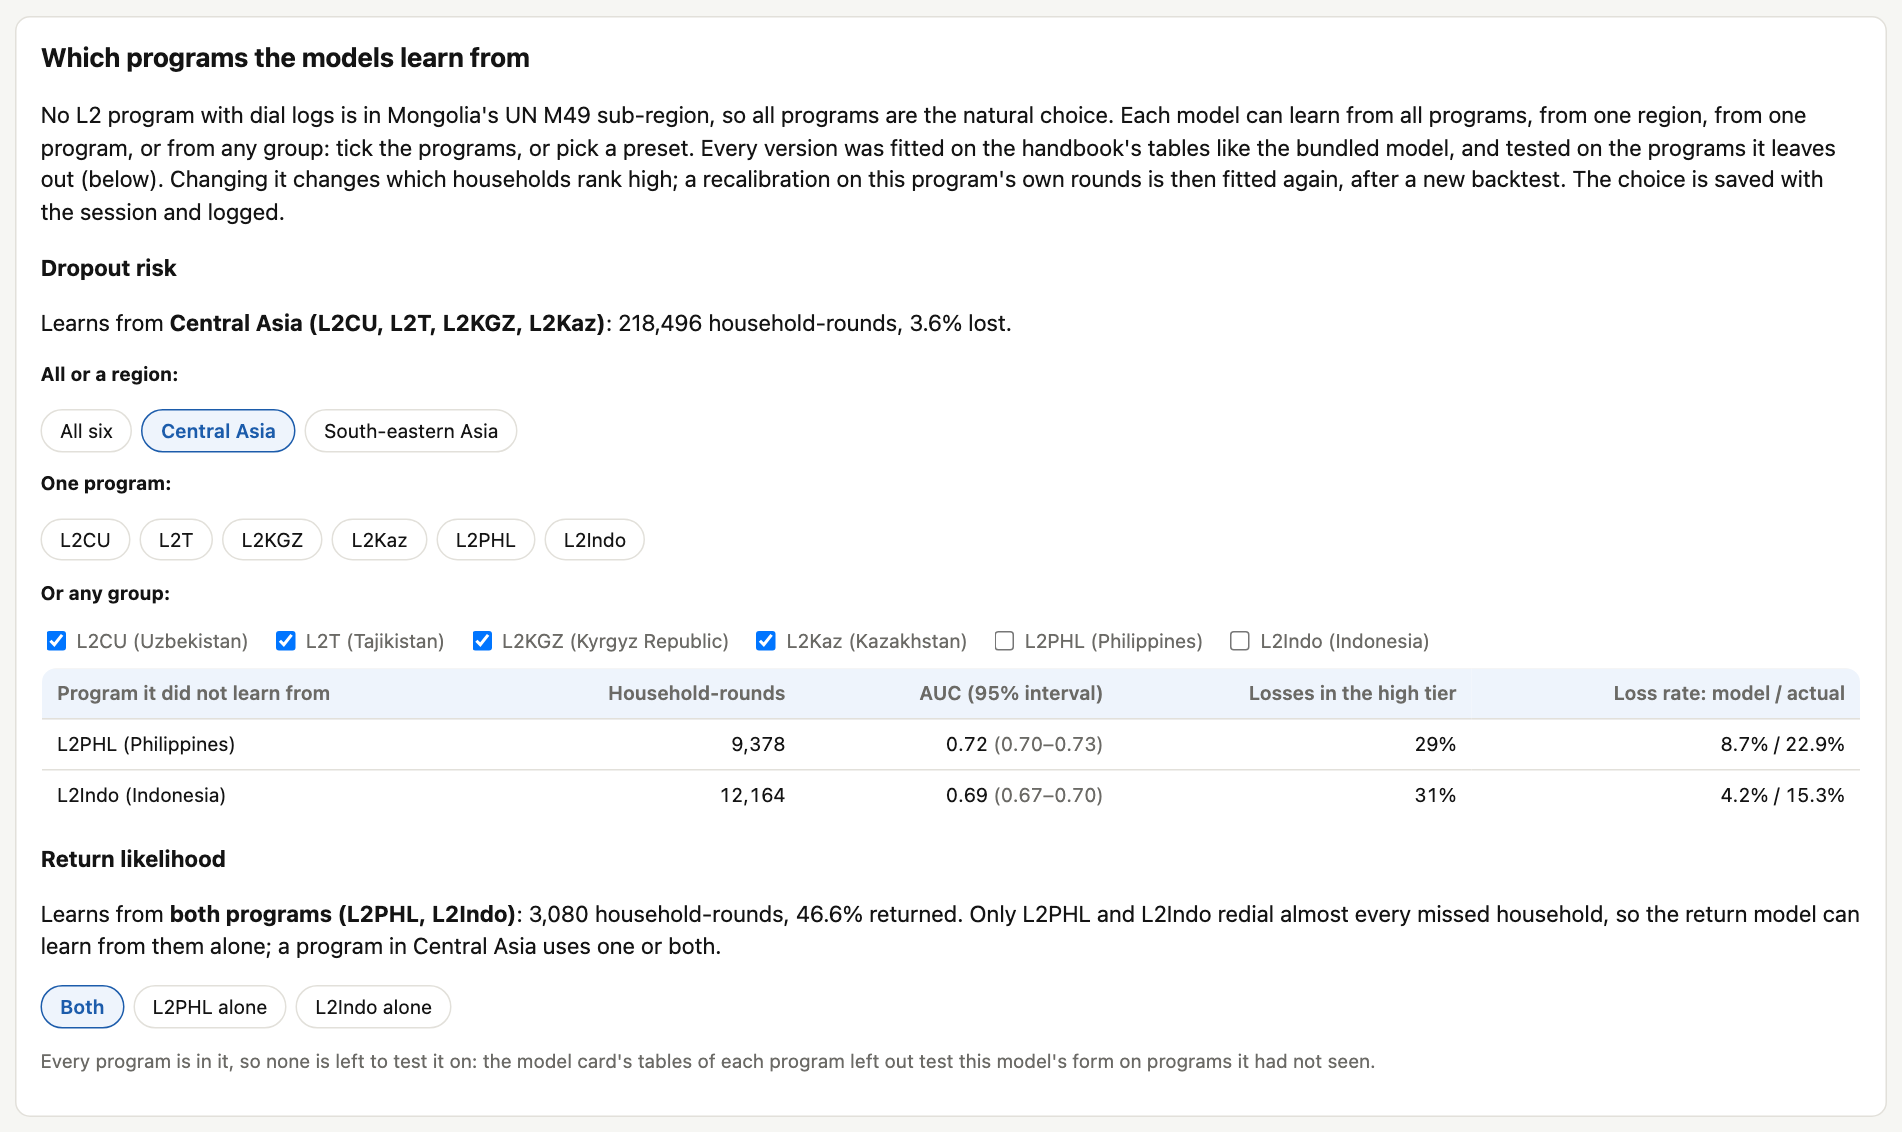 Which programs the models learn from
No L2 program with dial logs is in Mongolia's UN M49 sub-region, so all programs are the natural choice. Each model can learn from all programs, from one region, from one
program, or from any group: tick the programs, or pick a preset. Every version was fitted on the handbook's tables like the bundled model, and tested on the programs it leaves
out (below). Changing it changes which households rank high; a recalibration on this program's own rounds is then fitted again, after a new backtest. The choice is saved with
the session and logged.
Dropout risk
Learns from Central Asia (L2CU, L2T, L2KGZ, L2Kaz): 218,496 household-rounds, 3.6% lost.
All or a region:
All six Central Asia South-eastern Asia
One program:
L2CU L2T L2KGZ L2Kaz L2PHL L2Indo
Or any group:
L2CU (Uzbekistan) L2T (Tajikistan) L2KGZ (Kyrgyz Republic) L2Kaz (Kazakhstan) L2PHL (Philippines) L2Indo (Indonesia)
Program it did not learn from Household-rounds AUC (95% interval) Losses in the high tier Loss rate: model / actual
L2PHL (Philippines) 9,378 0.72 (0.70–0.73) 29% 8.7% / 22.9%
L2Indo (Indonesia) 12,164 0.69 (0.67–0.70) 31% 4.2% / 15.3%
Return likelihood
Learns from both programs (L2PHL, L2Indo): 3,080 household-rounds, 46.6% returned. Only L2PHL and L2Indo redial almost every missed household, so the return model can
learn from them alone; a program in Central Asia uses one or both.
Both L2PHL alone L2Indo alone
Every program is in it, so none is left to test it on: the model card's tables of each program left out test this model's form on programs it had not seen.